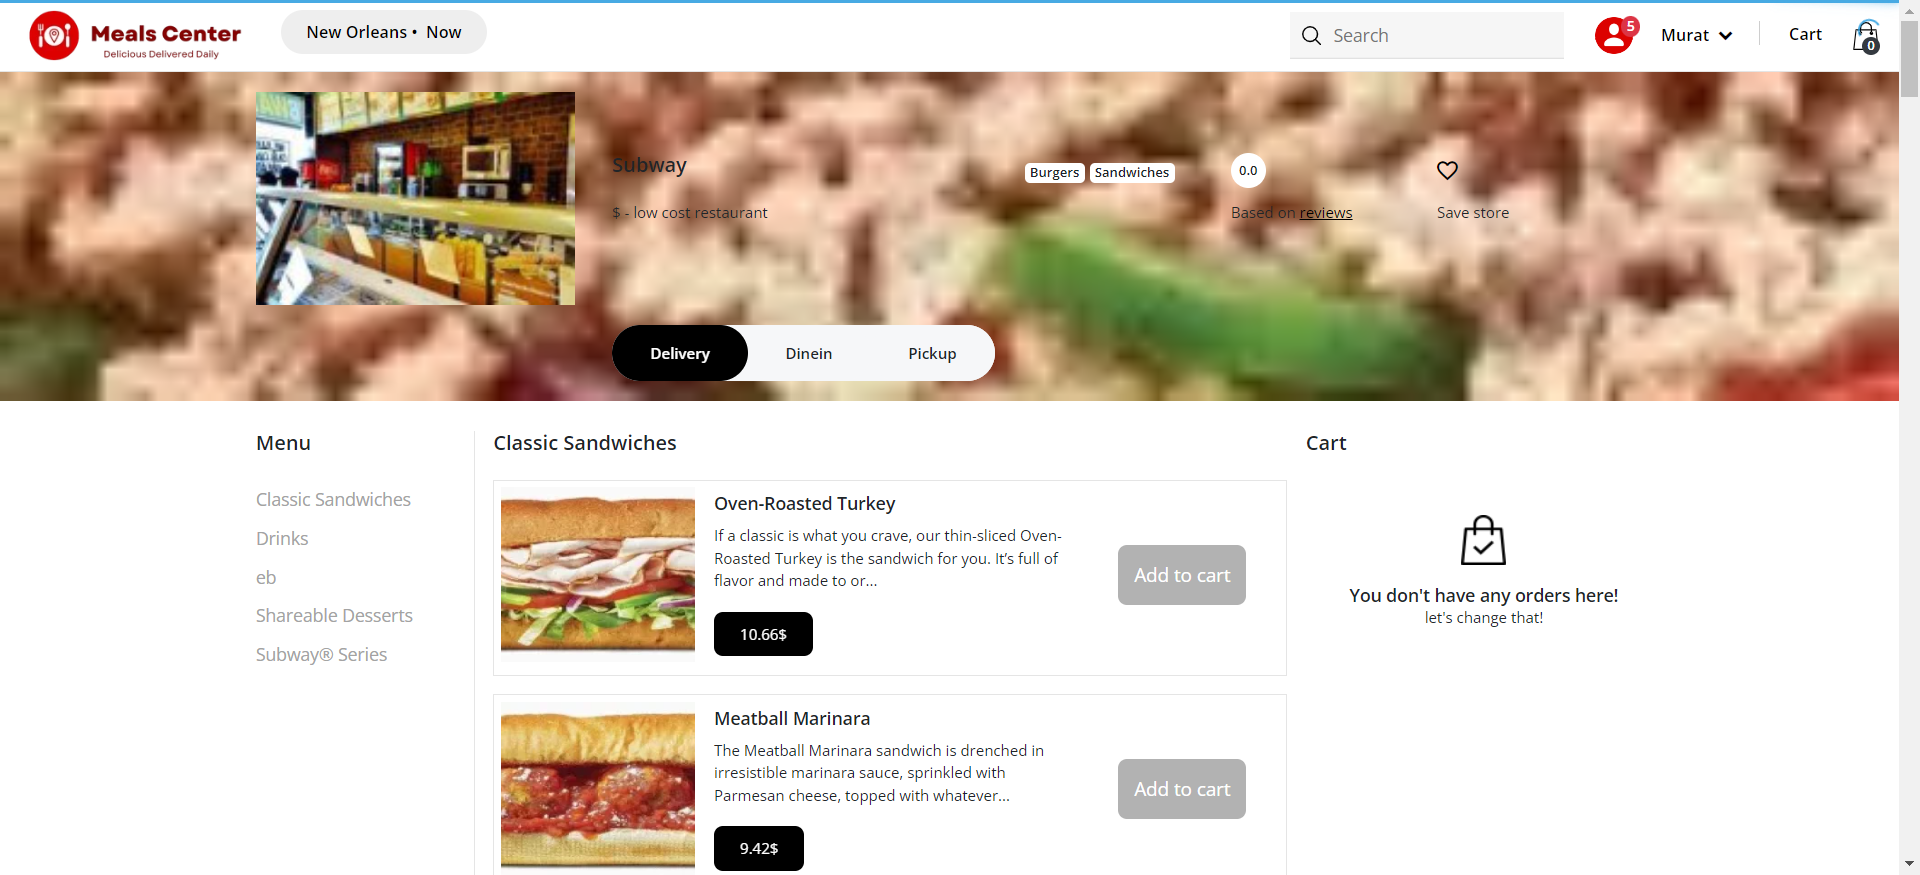 Meals Center
Delicious Delivered Daily
New Orleans • Now
Search
5
Murat
Cart
0
Subway
$ - low cost restaurant
Burgers
Sandwiches
0.0
Based on reviews
Save store
Delivery
Dinein
Pickup
Menu
Classic Sandwiches
Drinks
eb
Shareable Desserts
Subway® Series
Classic Sandwiches
Oven-Roasted Turkey
If a classic is what you crave, our thin-sliced Oven-
Roasted Turkey is the sandwich for you. It’s full of
flavor and made to or...
10.66$
Add to cart
Meatball Marinara
The Meatball Marinara sandwich is drenched in
irresistible marinara sauce, sprinkled with
Parmesan cheese, topped with whatever...
9.42$
Add to cart
Cart
You don't have any orders here!
let's change that!